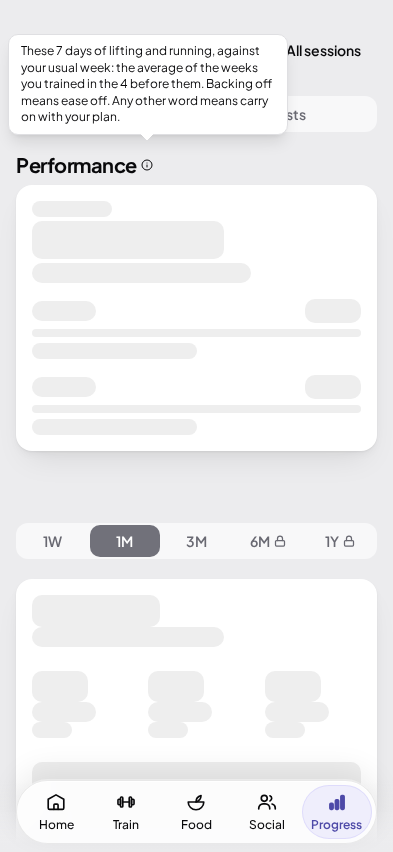 These 7 days of lifting and running, against
your usual week: the average of the weeks
you trained in the 4 before them. Backing off
means ease off. Any other word means carry
on with your plan.
All sessions
Performance
1W
1M
3M
6M
1Y
Home
Train
Food
Social
Progress